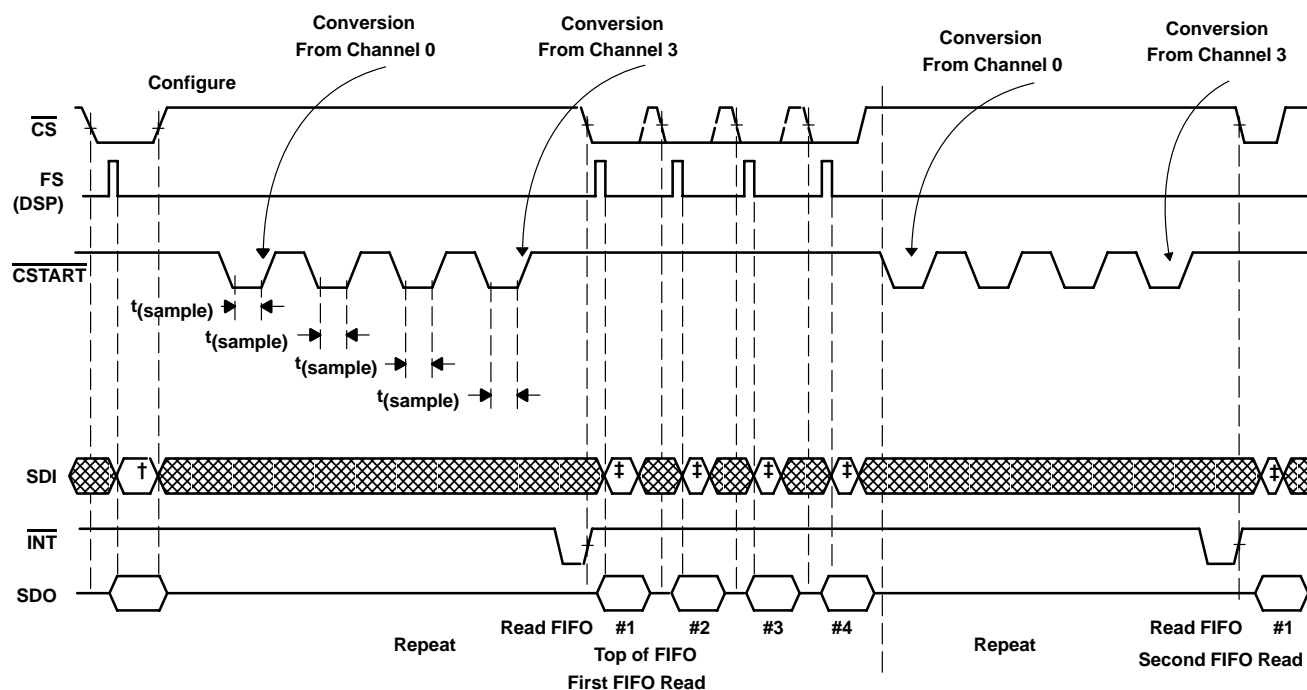 Conversion
From Channel 0
Conversion
From Channel 3
Conversion
From Channel 0
Conversion
From Channel 3
Configure
CS
FS
(DSP)
CSTART
t(sample)
t(sample)
t(sample)
t(sample)
SDI
†
‡
‡
‡
‡
‡
INT
SDO
Repeat
Read FIFO
#1
#2
#3
#4
Top of FIFO
First FIFO Read
Repeat
Read FIFO
#1
Second FIFO Read